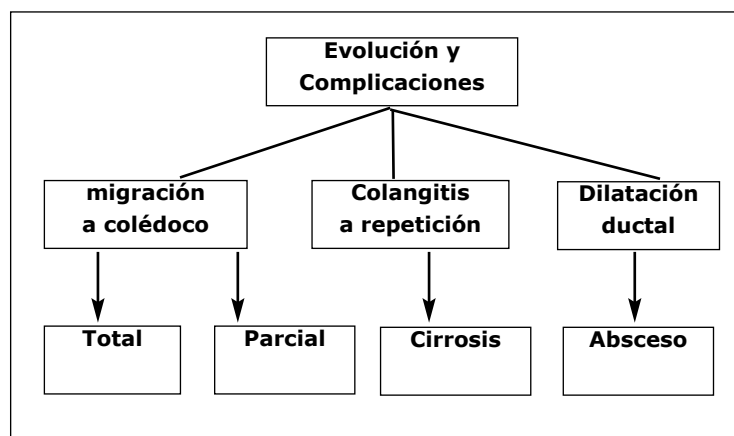 Evolución y
Complicaciones
migración
a colédoco
Colangitis
a repetición
Dilatación
ductal
Total
Parcial
Cirrosis
Absceso